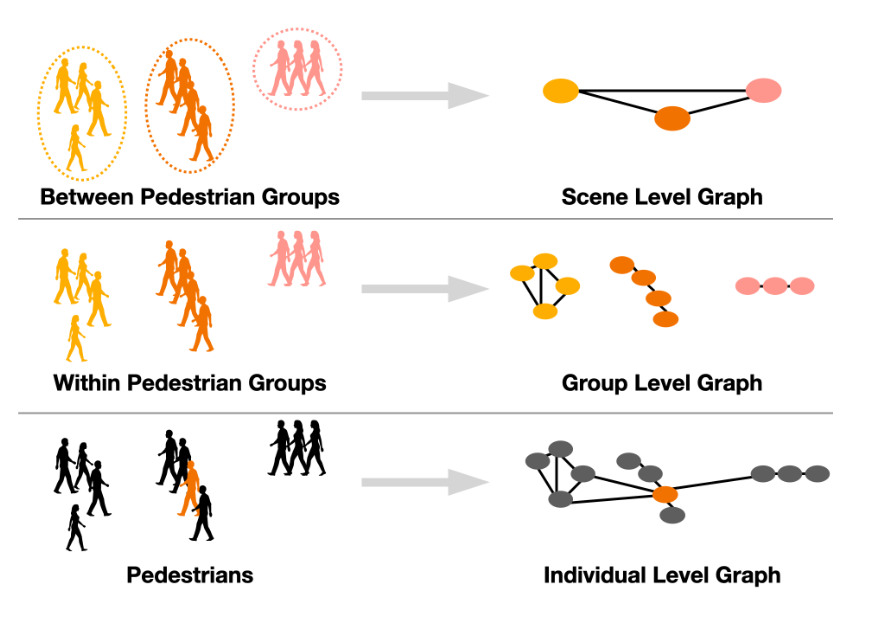 Between Pedestrian Groups
Scene Level Graph
Within Pedestrian Groups
Group Level Graph
Pedestrians
Individual Level Graph